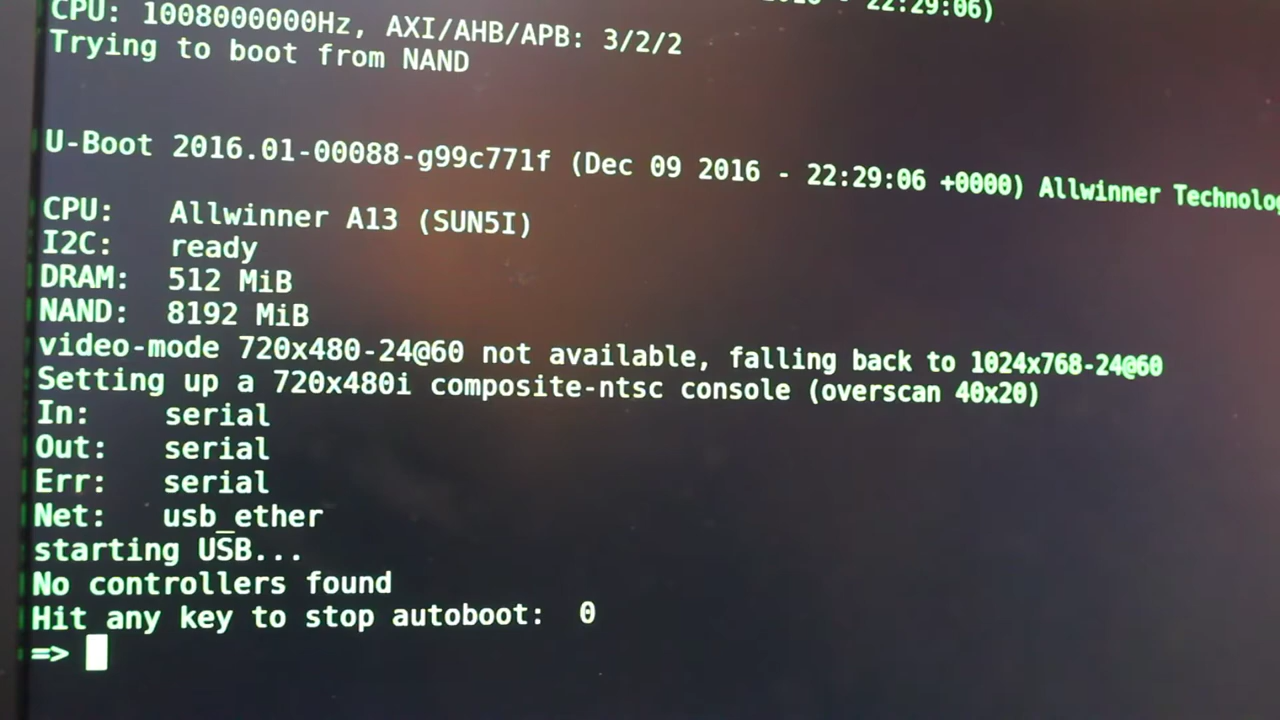 - 22:29:06)
CPU: 1008000000Hz, AXI/AHB/APB: 3/2/2
Trying to boot from NAND
U-Boot 2016.01-00088-g99c771f (Dec 09 2016 - 22:29:06 +0000) Allwinner
CPU: Allwinner A13 (SUN5I)
I2C: ready
DRAM: 512 MiB
NAND: 8192 MiB
video-mode 720x480-24@60 not available, falling back to 1024x768-24@60
Setting up a 720x480i composite-ntsc console (overscan 40x20)
In: serial
Out: serial
Err: serial
Net: usb_ether
starting USB...
No controllers found
Hit any key to stop autoboot: 0
=>